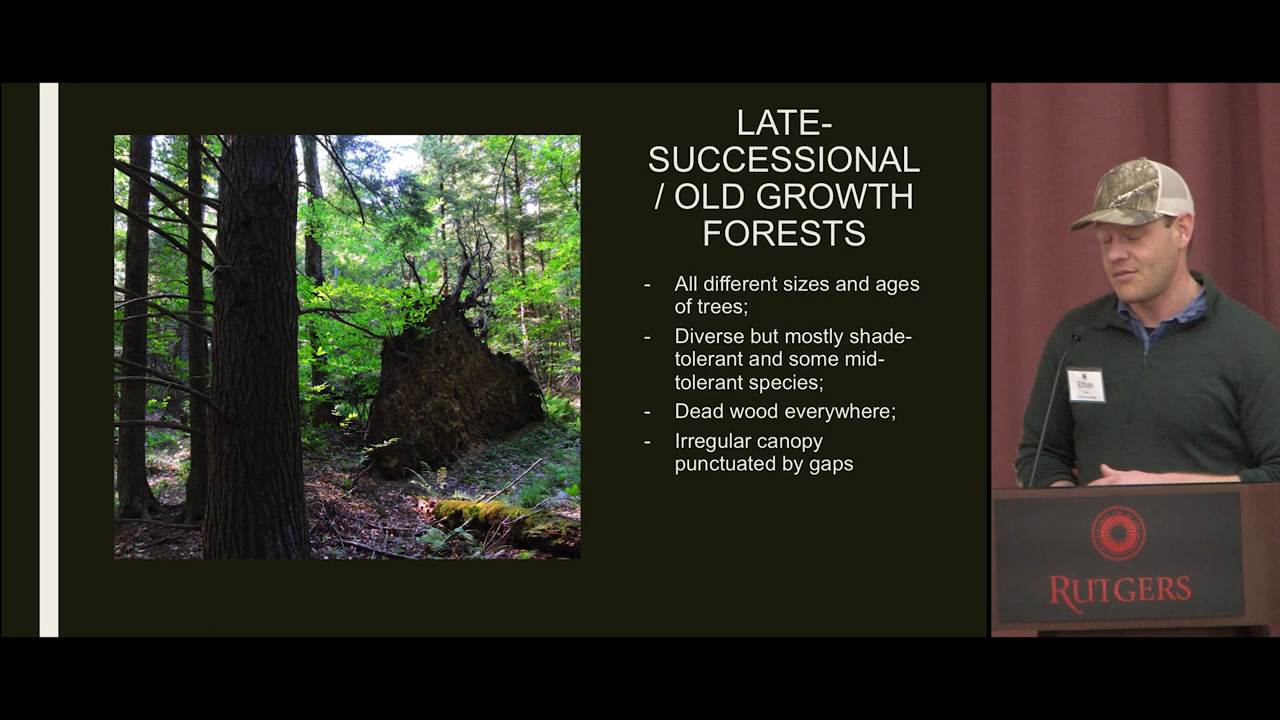 LATE-
SUCCESSIONAL
/ OLD GROWTH
FORESTS
- All different sizes and ages
of trees;
- Diverse but mostly shade-
tolerant and some mid-
tolerant species;
- Dead wood everywhere;
- Irregular canopy
punctuated by gaps
Ethan
RUTGERS